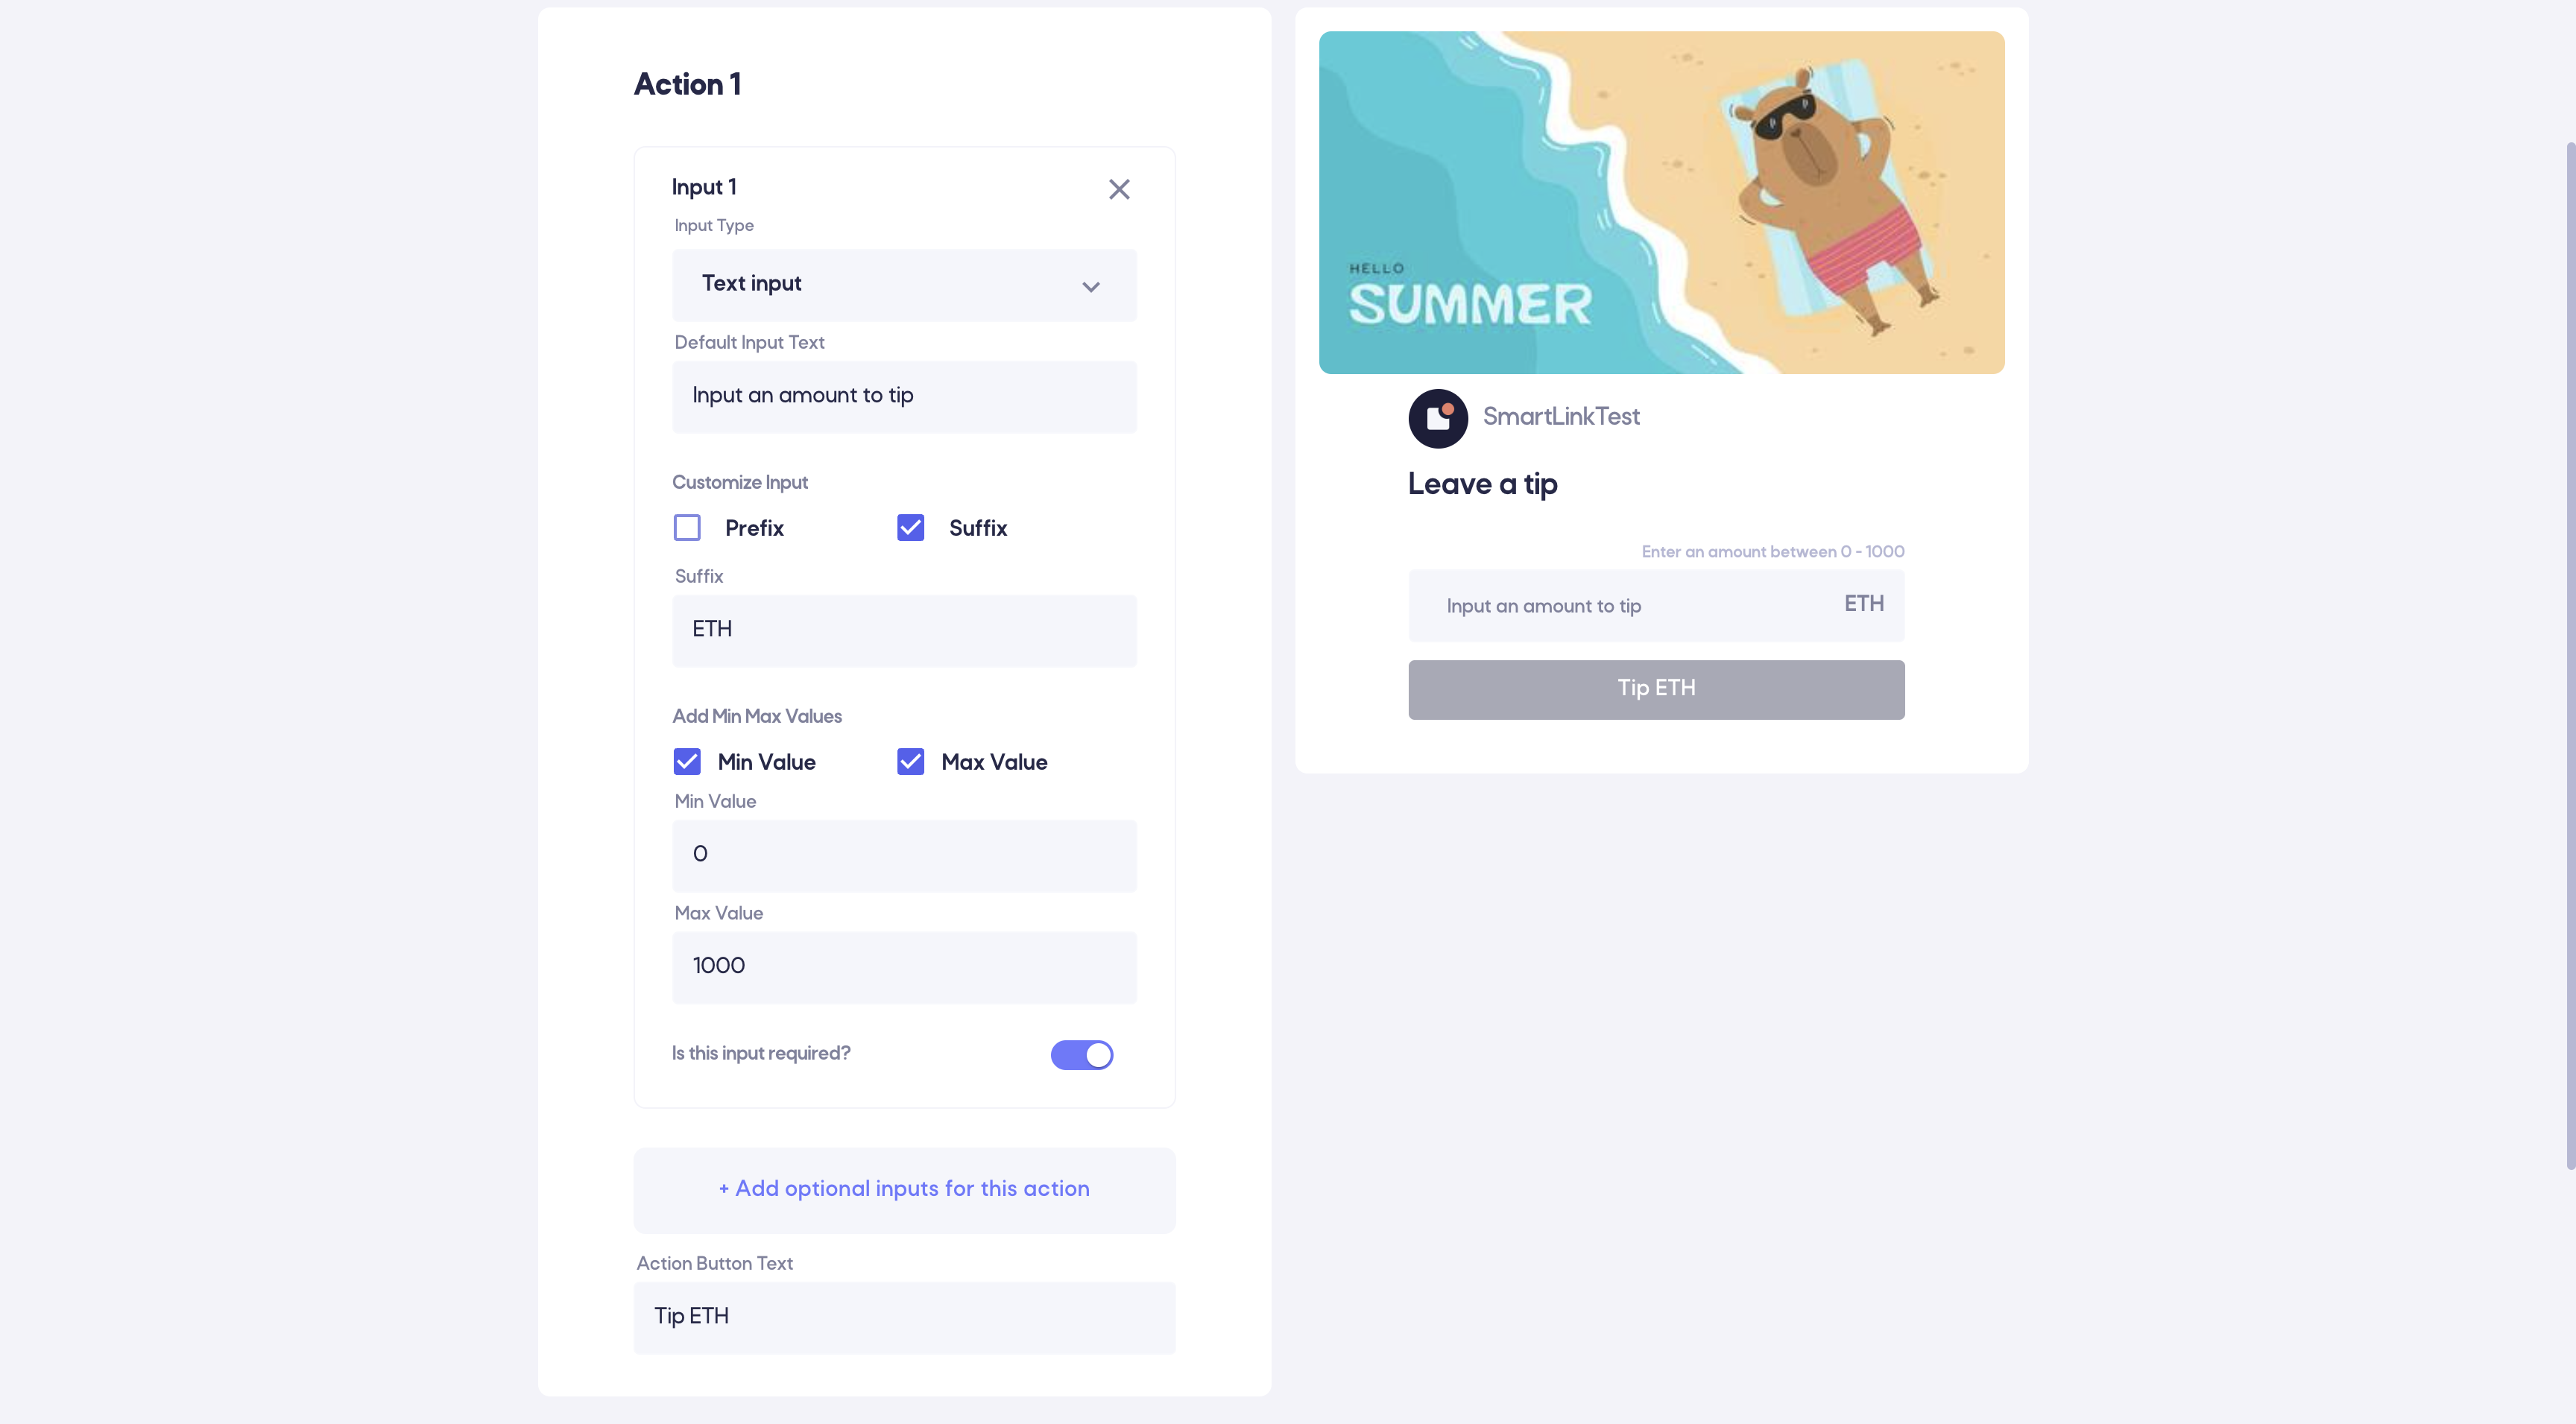 Action 1
Input 1
Input Type
Text input
Default Input Text
Input an amount to tip
Customize Input
Prefix
Suffix
Suffix
ETH
Add Min Max Values
Min Value
Max Value
Min Value
0
Max Value
1000
Is this input required?
+ Add optional inputs for this action
Action Button Text
Tip ETH
HELLO
SUMMER
SmartLinkTest
Leave a tip
Enter an amount between 0 - 1000
Input an amount to tip
ETH
Tip ETH